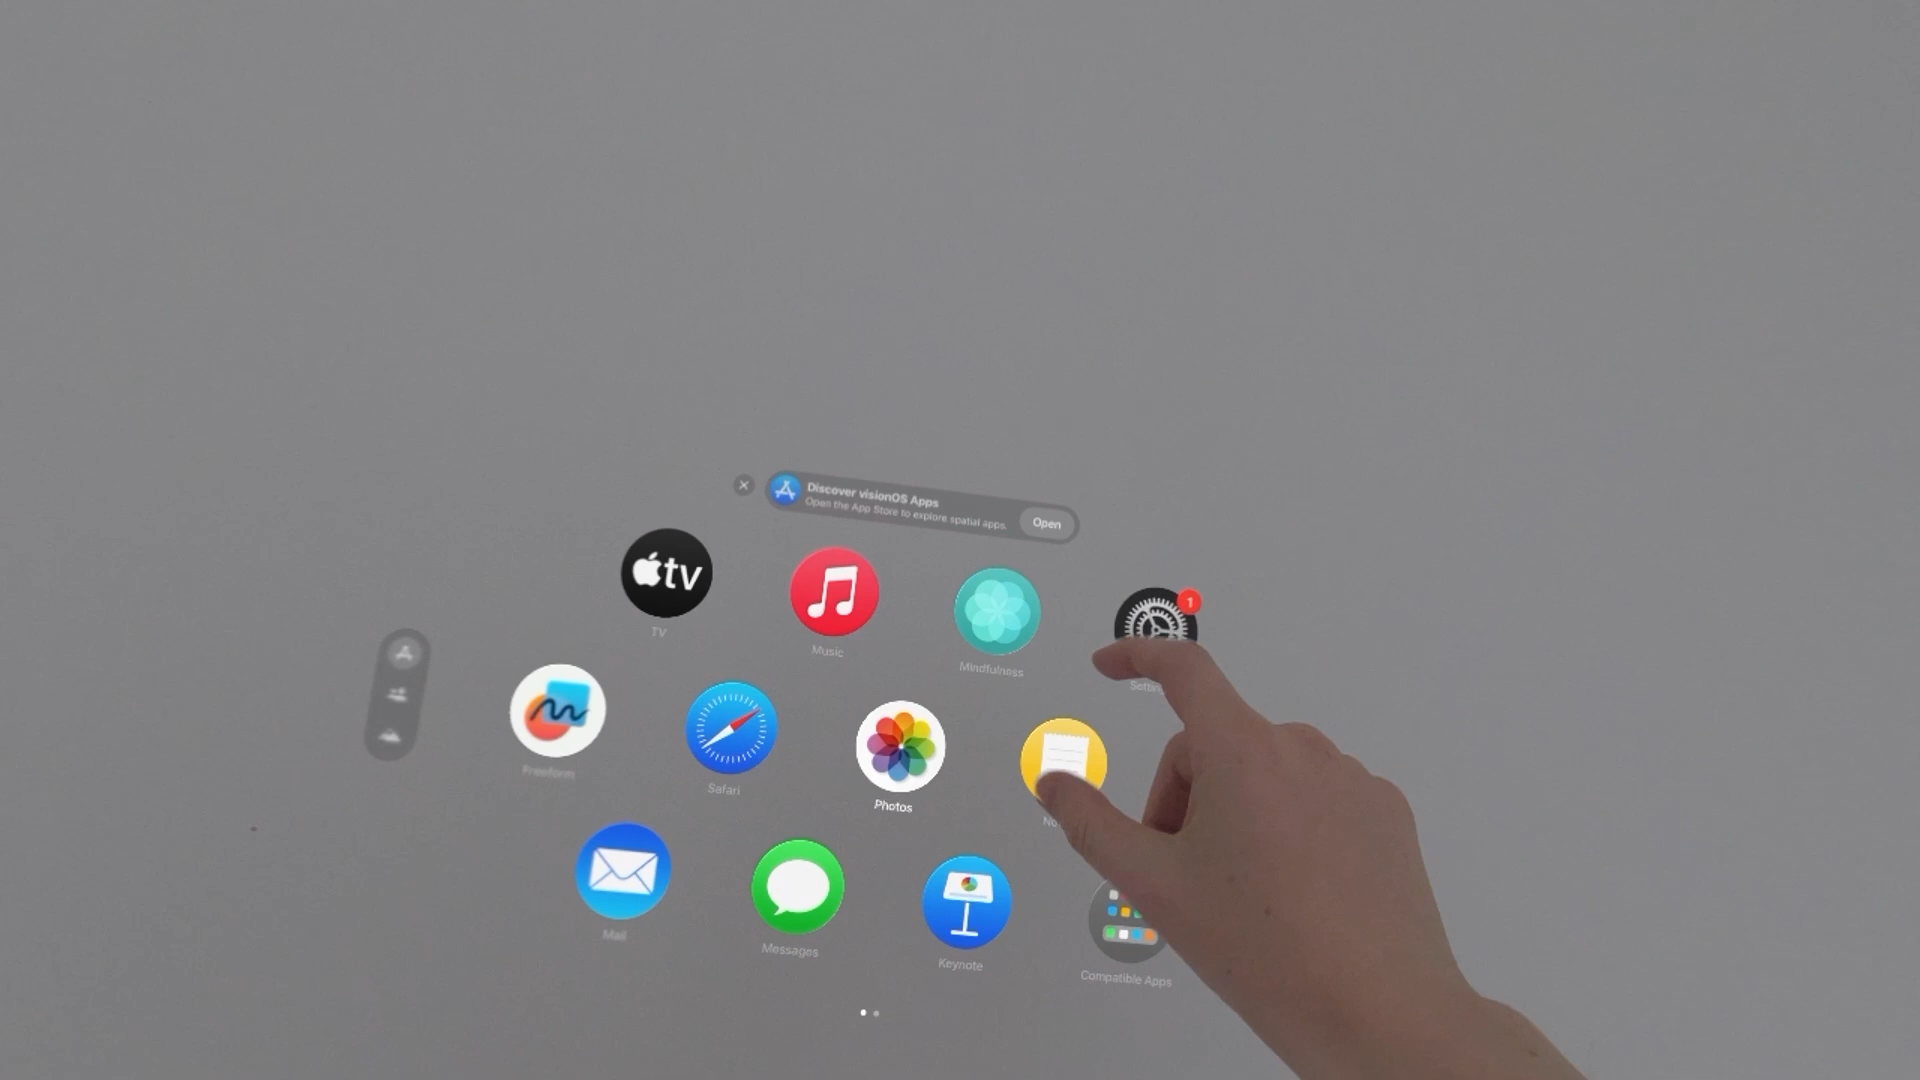 Discover visionOS Apps
Open the App Store to explore spatial apps.
Open
tv
1
TV
Music
Mindfulness
Freeform
Safari
Photos
Mail
Messages
Keynote
Compatible Apps